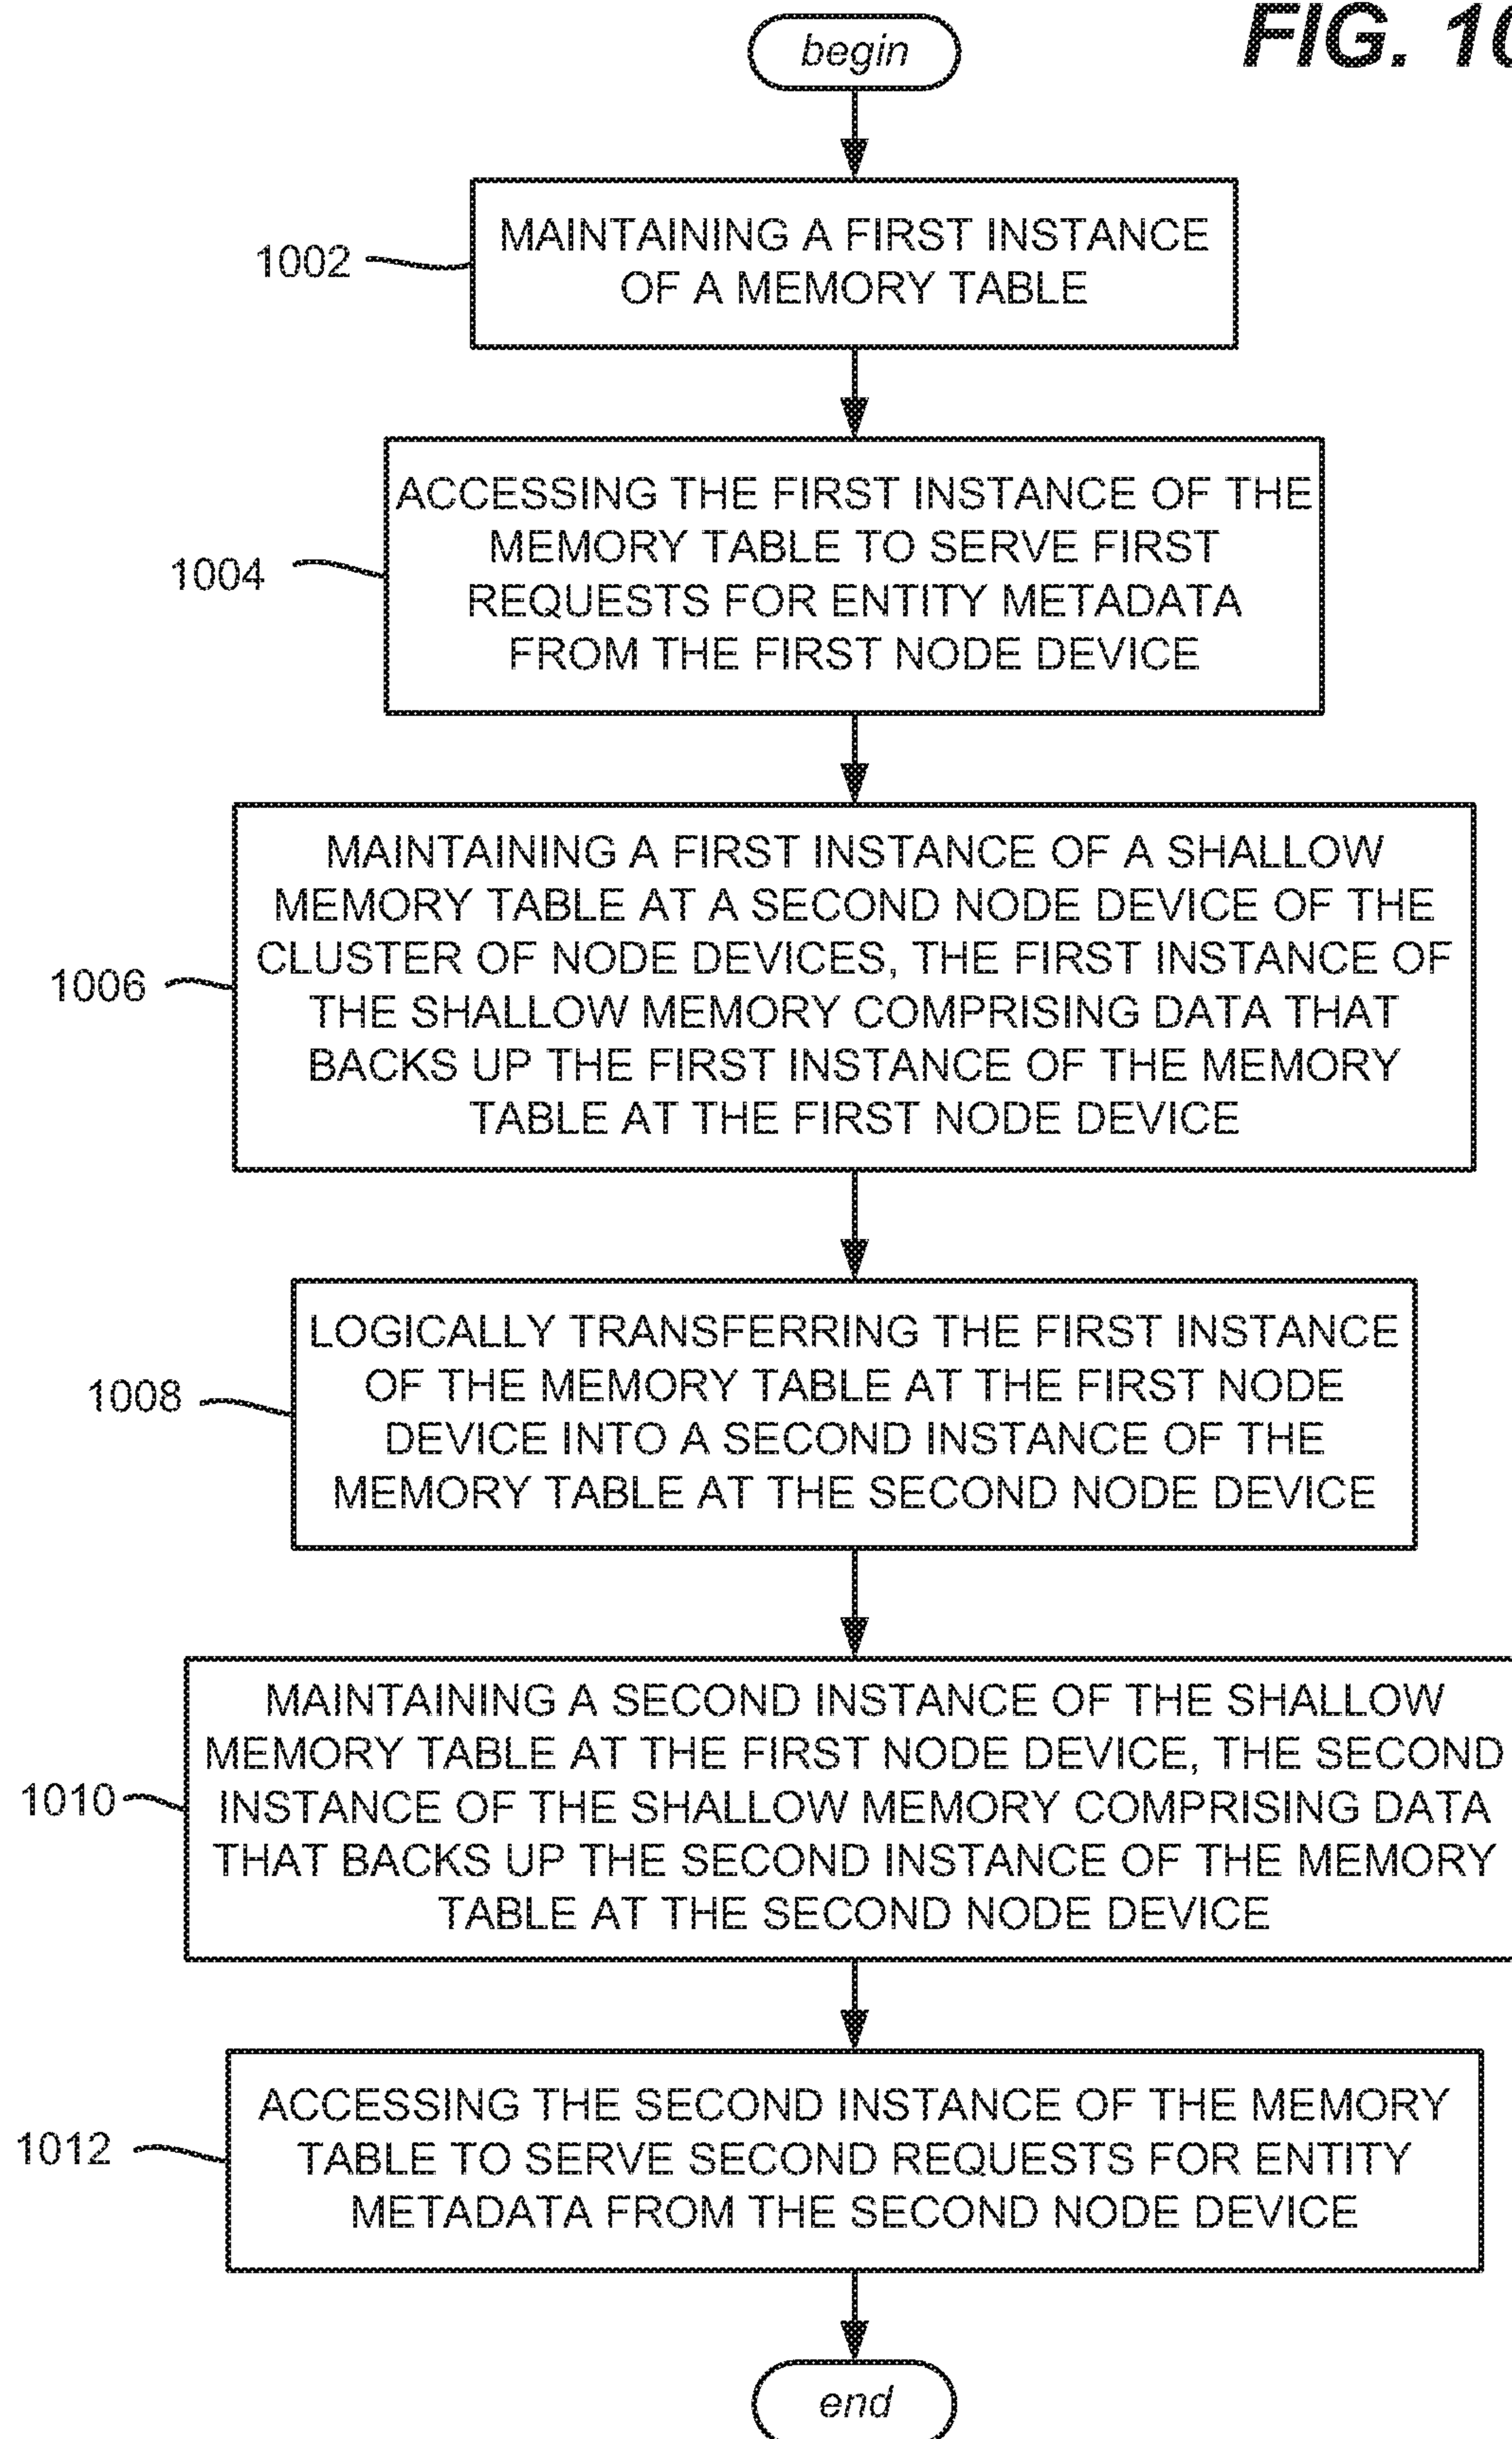 FIG. 10
begin
1002
MAINTAINING A FIRST INSTANCE
OF A MEMORY TABLE
1004
ACCESSING THE FIRST INSTANCE OF THE
MEMORY TABLE TO SERVE FIRST
REQUESTS FOR ENTITY METADATA
FROM THE FIRST NODE DEVICE
1006
MAINTAINING A FIRST INSTANCE OF A SHALLOW
MEMORY TABLE AT A SECOND NODE DEVICE OF THE
CLUSTER OF NODE DEVICES, THE FIRST INSTANCE OF
THE SHALLOW MEMORY COMPRISING DATA THAT
BACKS UP THE FIRST INSTANCE OF THE MEMORY
TABLE AT THE FIRST NODE DEVICE
1008
LOGICALLY TRANSFERRING THE FIRST INSTANCE
OF THE MEMORY TABLE AT THE FIRST NODE
DEVICE INTO A SECOND INSTANCE OF THE
MEMORY TABLE AT THE SECOND NODE DEVICE
1010
MAINTAINING A SECOND INSTANCE OF THE SHALLOW
MEMORY TABLE AT THE FIRST NODE DEVICE, THE SECOND
INSTANCE OF THE SHALLOW MEMORY COMPRISING DATA
THAT BACKS UP THE SECOND INSTANCE OF THE MEMORY
TABLE AT THE SECOND NODE DEVICE
1012
ACCESSING THE SECOND INSTANCE OF THE MEMORY
TABLE TO SERVE SECOND REQUESTS FOR ENTITY
METADATA FROM THE SECOND NODE DEVICE
end